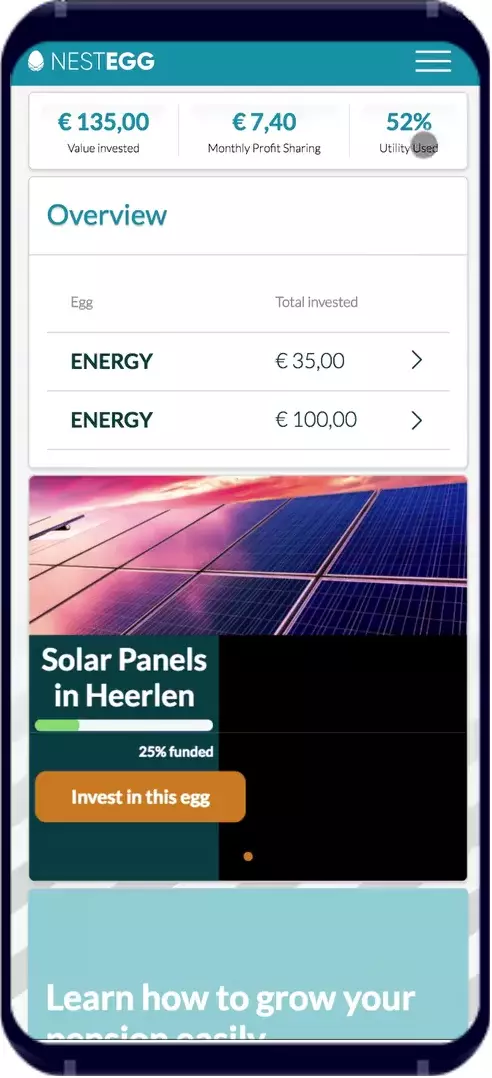 NESTEGG
€ 135,00 € 7,40 52%
Value invested Monthly Profit Sharing Utility Used
Overview
Egg Total invested
ENERGY € 35,00
ENERGY € 100,00
Solar Panels
in Heerlen
25% funded
Invest in this egg
Learn how to grow your
pension easily